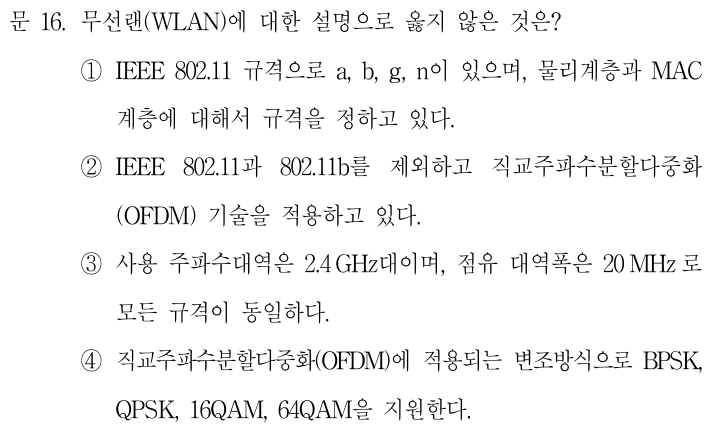 문 16. 무선랜(WLAN)에 대한 설명으로 옳지 않은 것은?
① IEEE 802.11 규격으로 a, b, g, n이 있으며, 물리계층과 MAC
계층에 대해서 규격을 정하고 있다.
② IEEE 802.11과 802.11b를 제외하고 직교주파수분할다중화
(OFDM) 기술을 적용하고 있다.
③ 사용 주파수대역은 2.4 GHz대이며, 점유 대역폭은 20 MHz 로
모든 규격이 동일하다.
④ 직교주파수분할다중화(OFDM)에 적용되는 변조방식으로 BPSK,
QPSK, 16QAM, 64QAM을 지원한다.